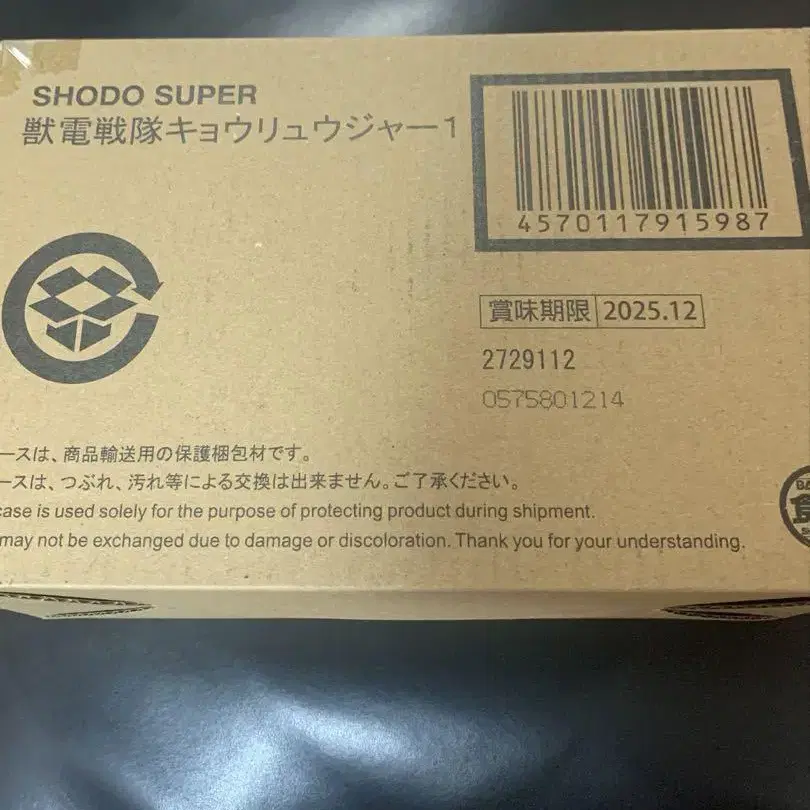 SHODO SUPER
獣電戦隊キョウリュウジャー1
4570117915987
賞味期限 2025.12
2729112
0575801214
ースは、商品輸送用の保護梱包材です。
ースは、つぶれ、汚れ等による交換は出来ません。ご了承ください。
case is used solely for the purpose of protecting product during shipment.
may not be exchanged due to damage or discoloration. Thank you for your understanding.